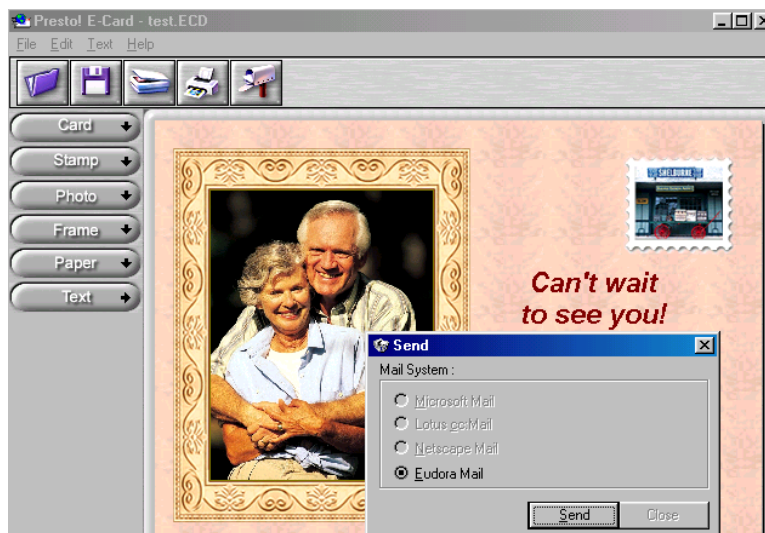 Presto! E-Card - test.ECD
File Edit Text Help
Card
Stamp
Photo
Frame
Paper
Text
SHELBURNE
Can't wait
to see you!
Send
Mail System :
Microsoft Mail
Lotus cc:Mail
Netscape Mail
Eudora Mail
Send Close